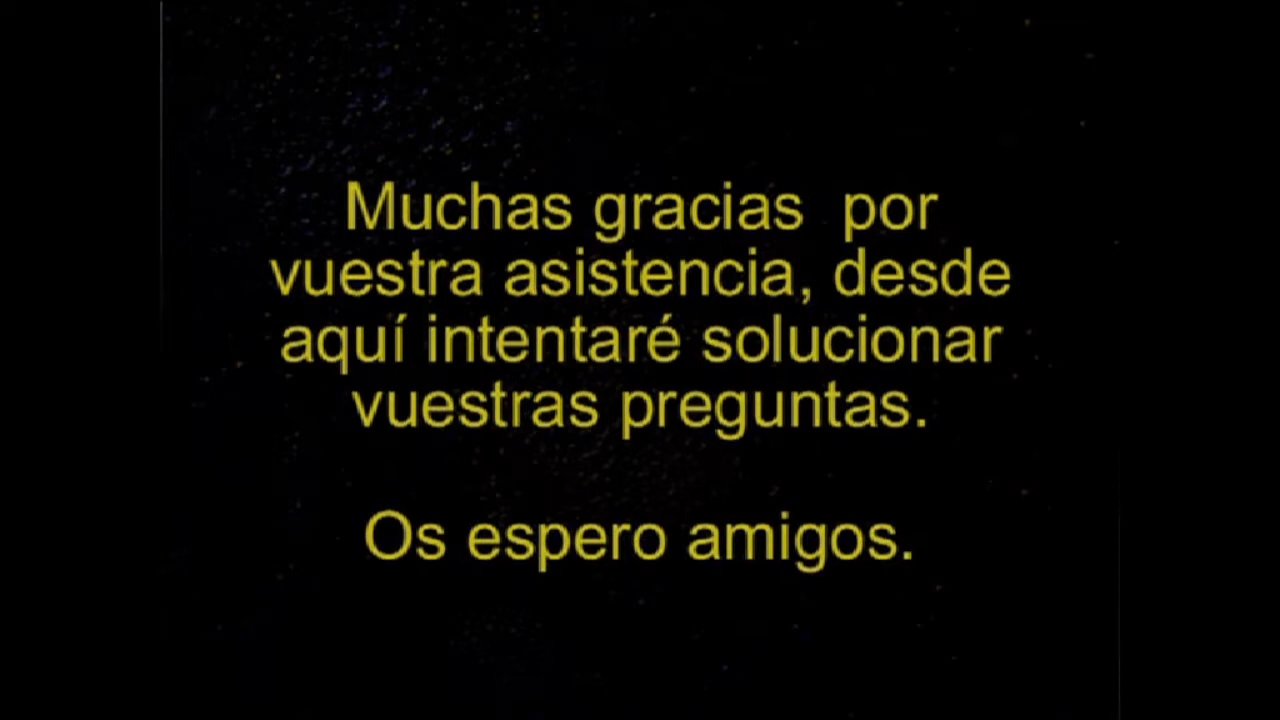 Muchas gracias  por
vuestra asistencia, desde
aquí intentaré solucionar
vuestras preguntas.
Os espero amigos.